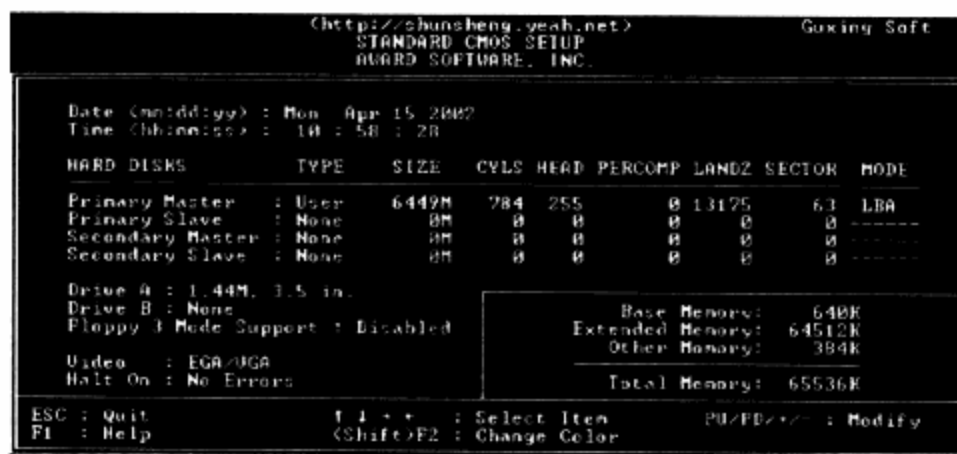 (http://shunsheng.yeah.net) Guxing Soft
STANDARD CMOS SETUP
AWARD SOFTWARE, INC.
Date (mm:dd:yy) : Mon Apr 15 2002
Time (hh:mm:ss) : 10 : 58 : 28
HARD DISKS TYPE SIZE CYLS HEAD PERCOMP LANDZ SECTOR MODE
Primary Master : User 6449M 784 255 0 13175 63 LBA
Primary Slave : None 0M 0 0 0 0 0 ------
Secondary Master : None 0M 0 0 0 0 0 ------
Secondary Slave : None 0M 0 0 0 0 0 ------
Drive A : 1.44M, 3.5 in.
Drive B : None
Floppy 3 Mode Support : Disabled
Video : EGA/VGA
Halt On : No Errors
Base Memory: 640K
Extended Memory: 64512K
Other Memory: 384K
Total Memory: 65536K
ESC : Quit ↑ ↓ → ← : Select Item PU/PD/+/- : Modify
F1 : Help (Shift)F2 : Change Color